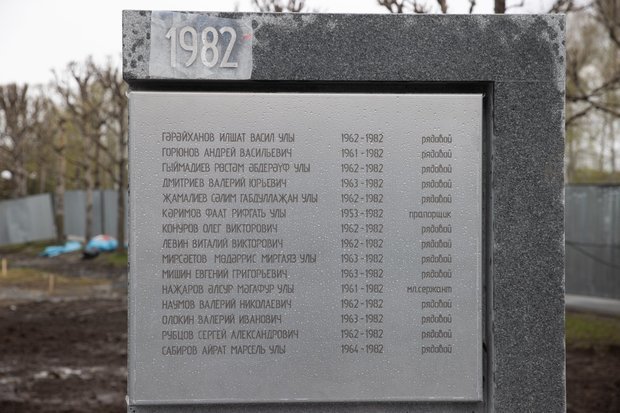 1982
ГӘРӘЙХАНОВ ИЛШАТ ВАСИЛ УЛЫ 1962-1982 рядовой
ГОРЮНОВ АНДРЕЙ ВАСИЛЬЕВИЧ 1961-1982 рядовой
ГЫЙМАДИЕВ РӨСТӘМ ӘБДЕРӘҮФ УЛЫ 1962-1982 рядовой
ДМИТРИЕВ ВАЛЕРИЙ ЮРЬЕВИЧ 1963-1982 рядовой
ҖАМАЛИЕВ СӘЛИМ ГАБДУЛЛАҖАН УЛЫ 1962-1982 рядовой
КӘРИМОВ ФААТ РИФГАТЬ УЛЫ 1953-1982 прапорщик
КОНУРОВ ОЛЕГ ВИКТОРОВИЧ 1962-1982 рядовой
ЛЕВИН ВИТАЛИЙ ВИКТОРОВИЧ 1962-1982 рядовой
МИРСӘЕТОВ МӘДӘРРИС МИРГАЯЗ УЛЫ 1963-1982 рядовой
МИШИН ЕВГЕНИЙ ГРИГОРЬЕВИЧ 1963-1982 рядовой
НАҖАРОВ ӘЛСУР МӘГАФУР УЛЫ 1961-1982 мл.сержант
НАУМОВ ВАЛЕРИЙ НИКОЛАЕВИЧ 1962-1982 рядовой
ОЛОКИН ВАЛЕРИЙ ИВАНОВИЧ 1963-1982 рядовой
РУБЦОВ СЕРГЕЙ АЛЕКСАНДРОВИЧ 1962-1982 рядовой
САБИРОВ АЙРАТ МАРСЕЛЬ УЛЫ 1964-1982 рядовой